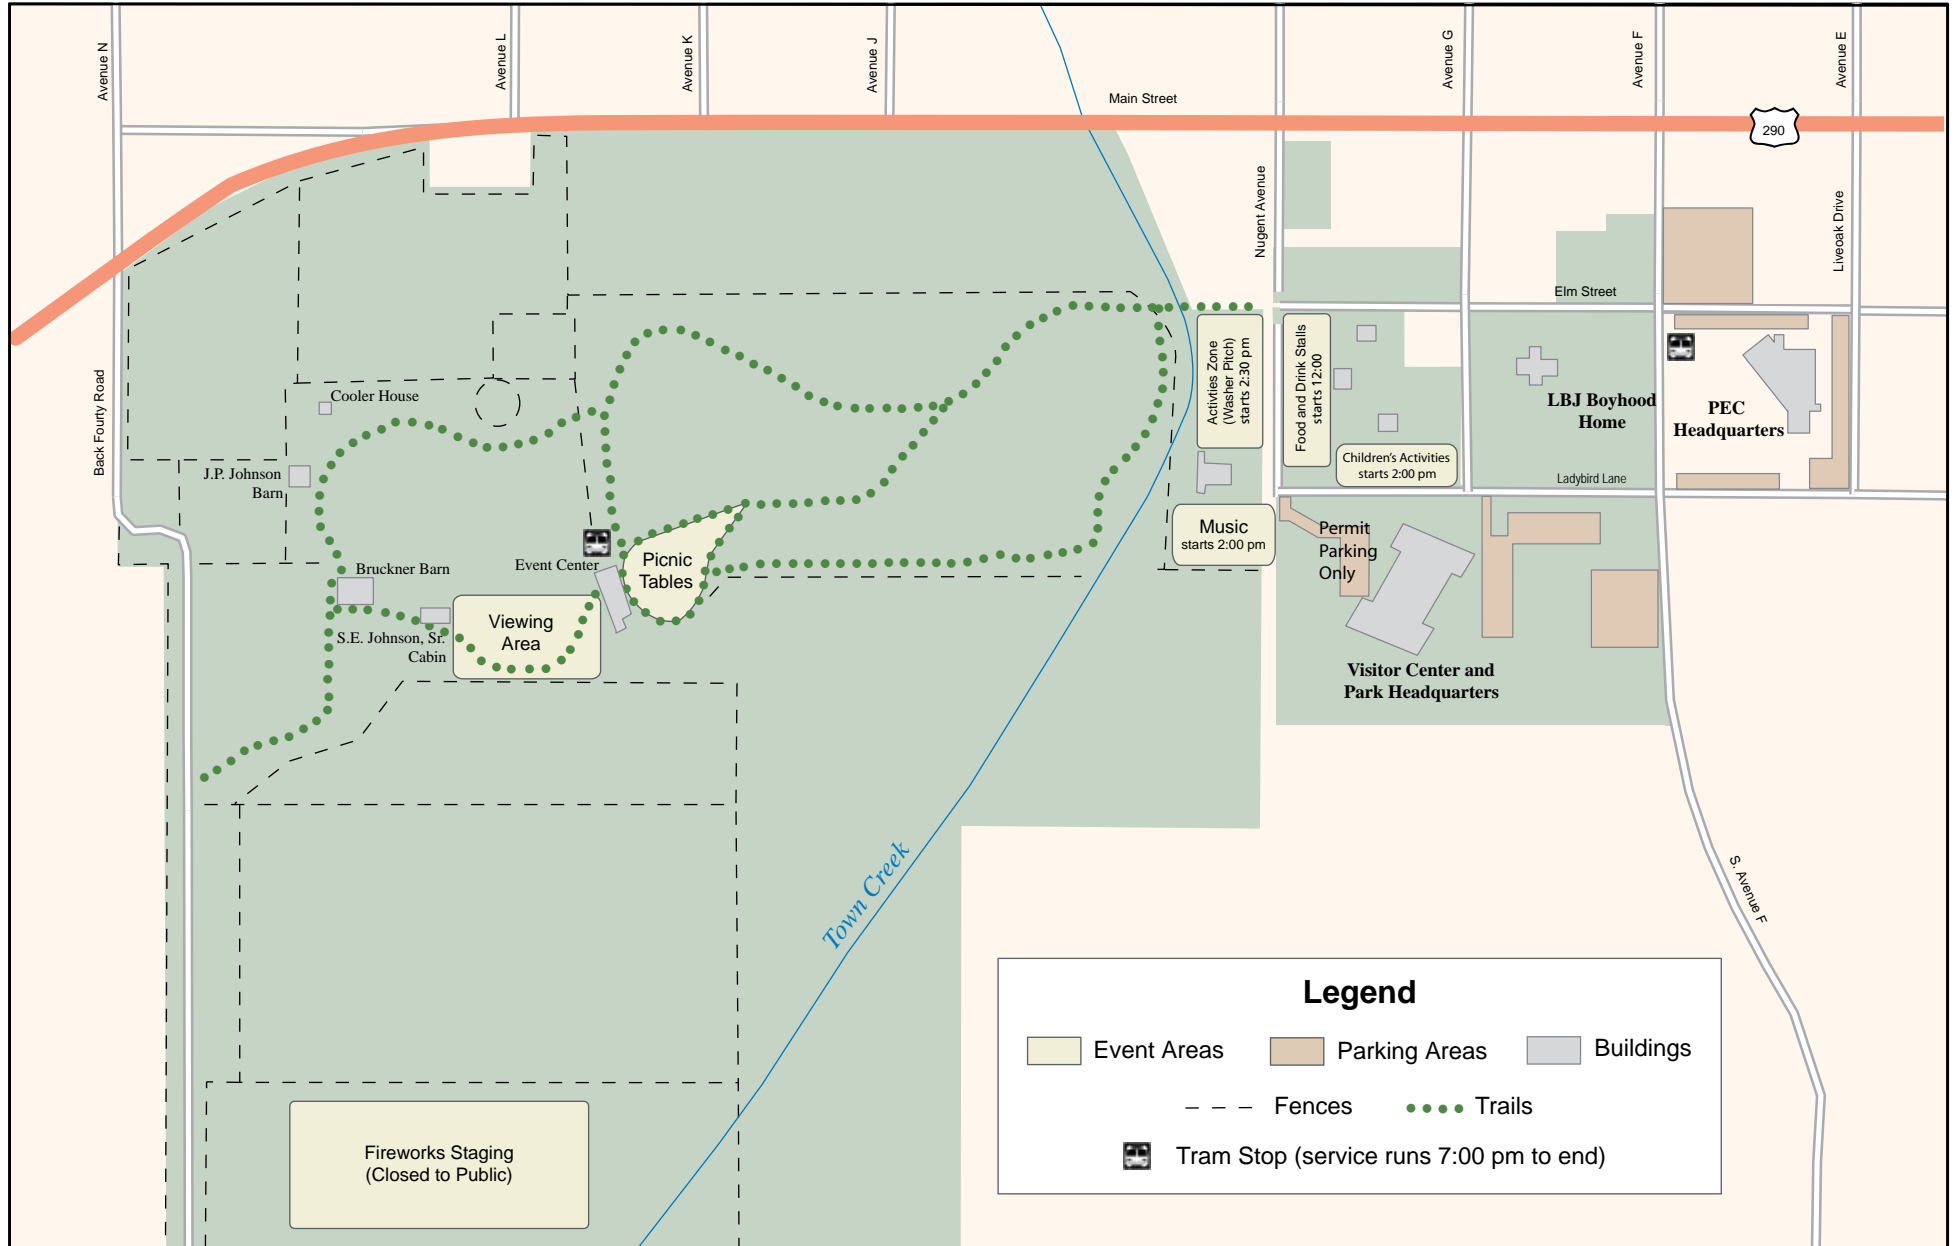 Avenue N
Avenue L
Avenue K
Avenue J
Main Street
Avenue G
Avenue F
Avenue E
290
Nugent Avenue
Liveoak Drive
Elm Street
Back Fourty Road
Cooler House
J.P. Johnson
Barn
Activities Zone
(Washer Pitch)
starts 2:30 pm
Food and Drink Stalls
starts 12:00
Children's Activities
starts 2:00 pm
LBJ Boyhood
Home
PEC
Headquarters
Ladybird Lane
Music
starts 2:00 pm
Permit
Parking
Only
Event Center
Picnic
Tables
Bruckner Barn
Viewing
Area
S.E. Johnson, Sr.
Cabin
Visitor Center and
Park Headquarters
Town Creek
S. Avenue F
Fireworks Staging
(Closed to Public)
Legend
Event Areas
Parking Areas
Buildings
Fences
Trails
Tram Stop (service runs 7:00 pm to end)